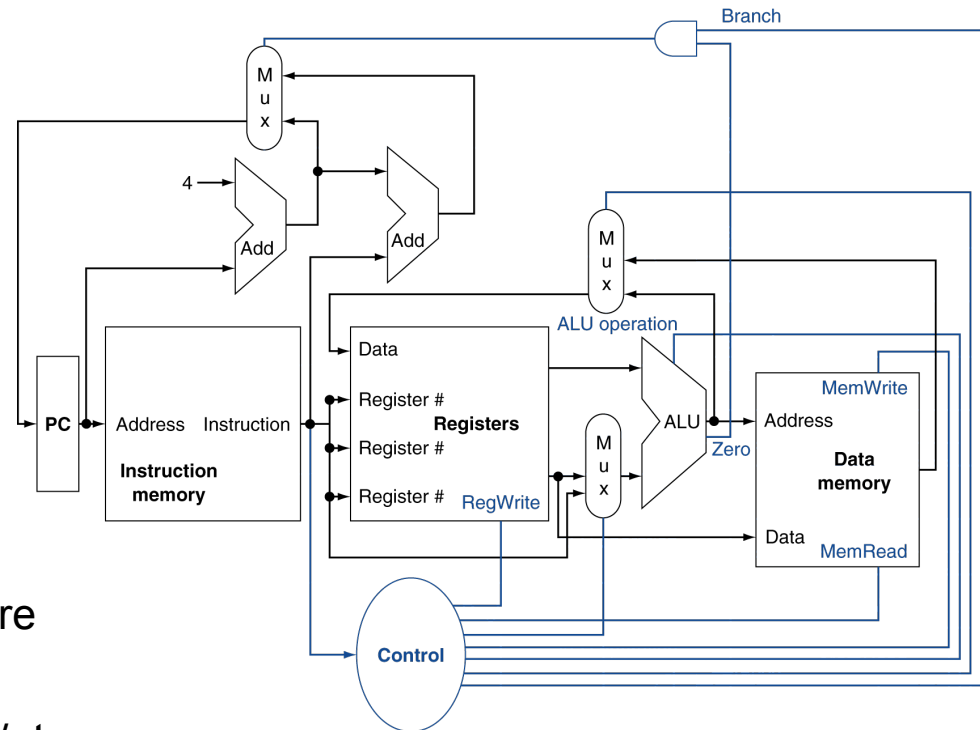 Branch
M
u
x
4
Add
Add
M
u
x
ALU operation
Data
MemWrite
PC
Address
Instruction
Register #
Registers
Register #
Register #
Instruction
memory
RegWrite
M
u
x
ALU
Zero
Address
Data
memory
Data
MemRead
re
Control